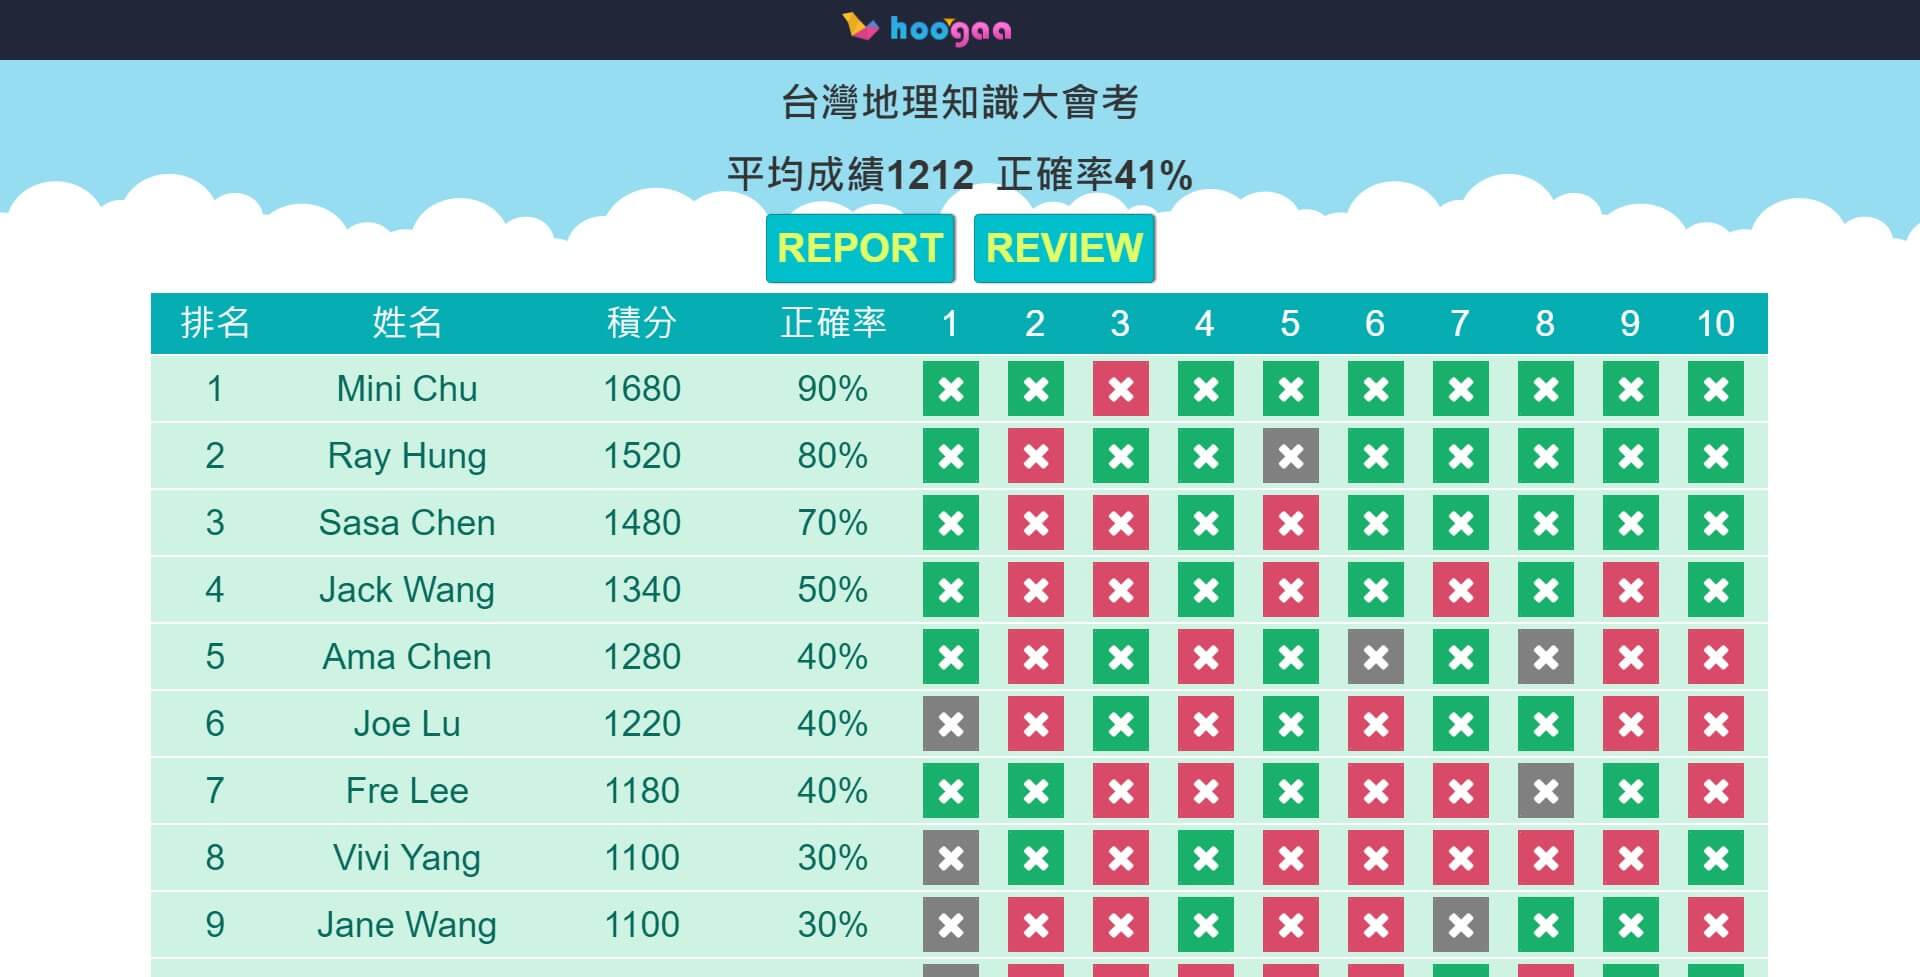 hoogaa
台灣地理知識大會考
平均成績1212 正確率41%
REPORT REVIEW
排名 姓名 積分 正確率 1 2 3 4 5 6 7 8 9 10
1 Mini Chu 1680 90%
2 Ray Hung 1520 80%
3 Sasa Chen 1480 70%
4 Jack Wang 1340 50%
5 Ama Chen 1280 40%
6 Joe Lu 1220 40%
7 Fre Lee 1180 40%
8 Vivi Yang 1100 30%
9 Jane Wang 1100 30%